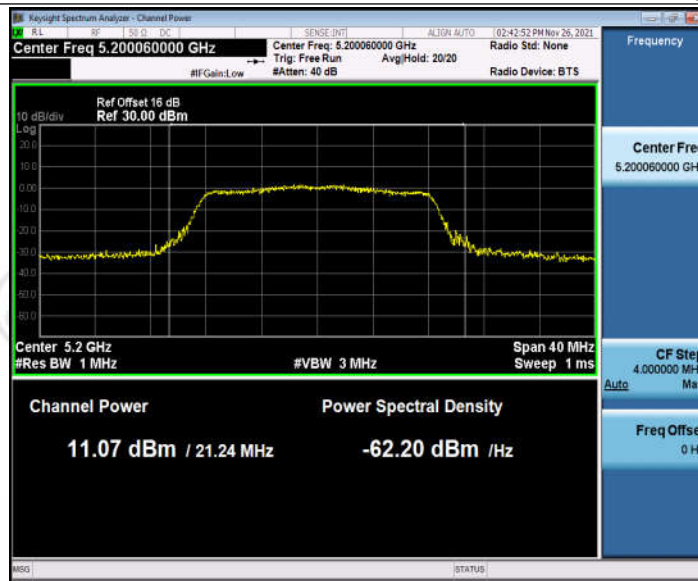 Keysight Spectrum Analyzer - Channel Power
RL RF 50 Ω DC SENSE:INT ALIGN AUTO 02:42:52 PM Nov 26, 2021
Center Freq 5.200060000 GHz
Center Freq: 5.200060000 GHz
Radio Std: None
Trig: Free Run Avg|Hold: 20/20
#IFGain:Low #Atten: 40 dB Radio Device: BTS
Frequency
Ref Offset 16 dB
10 dB/div Ref 30.00 dBm
Log
20.0
10.0
0.00
-10.0
-20.0
-30.0
-40.0
-50.0
-60.0
Center 5.2 GHz Span 40 MHz
#Res BW 1 MHz #VBW 3 MHz Sweep 1 ms
Channel Power Power Spectral Density
11.07 dBm / 21.24 MHz -62.20 dBm /Hz
Center Fre
5.200060000 GH
CF Ste
4.000000 MH
Auto Ma
Freq Offse
0 H
MSG STATUS